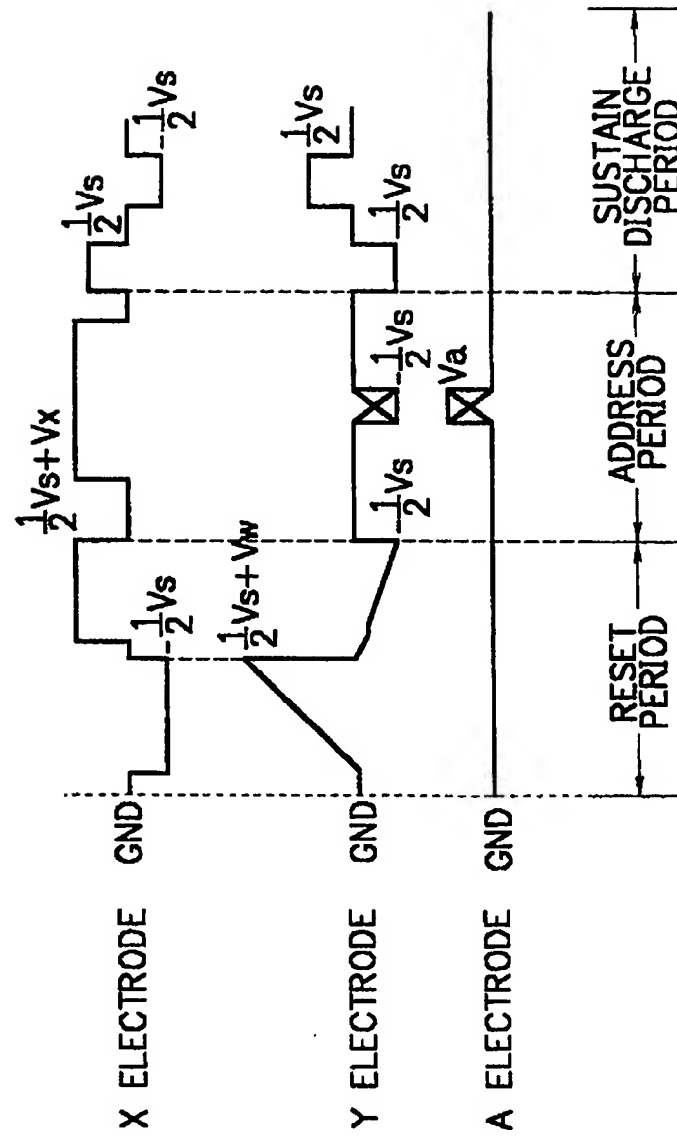 X ELECTRODE GND
-1/2Vs
1/2Vs+Vx
1/2Vs
-1/2Vs
Y ELECTRODE GND
1/2Vs+Vw
1/2Vs
-1/2Vs
1/2Vs
1/2Vs
A ELECTRODE GND
Va
RESET
PERIOD
ADDRESS
PERIOD
SUSTAIN
DISCHARGE
PERIOD